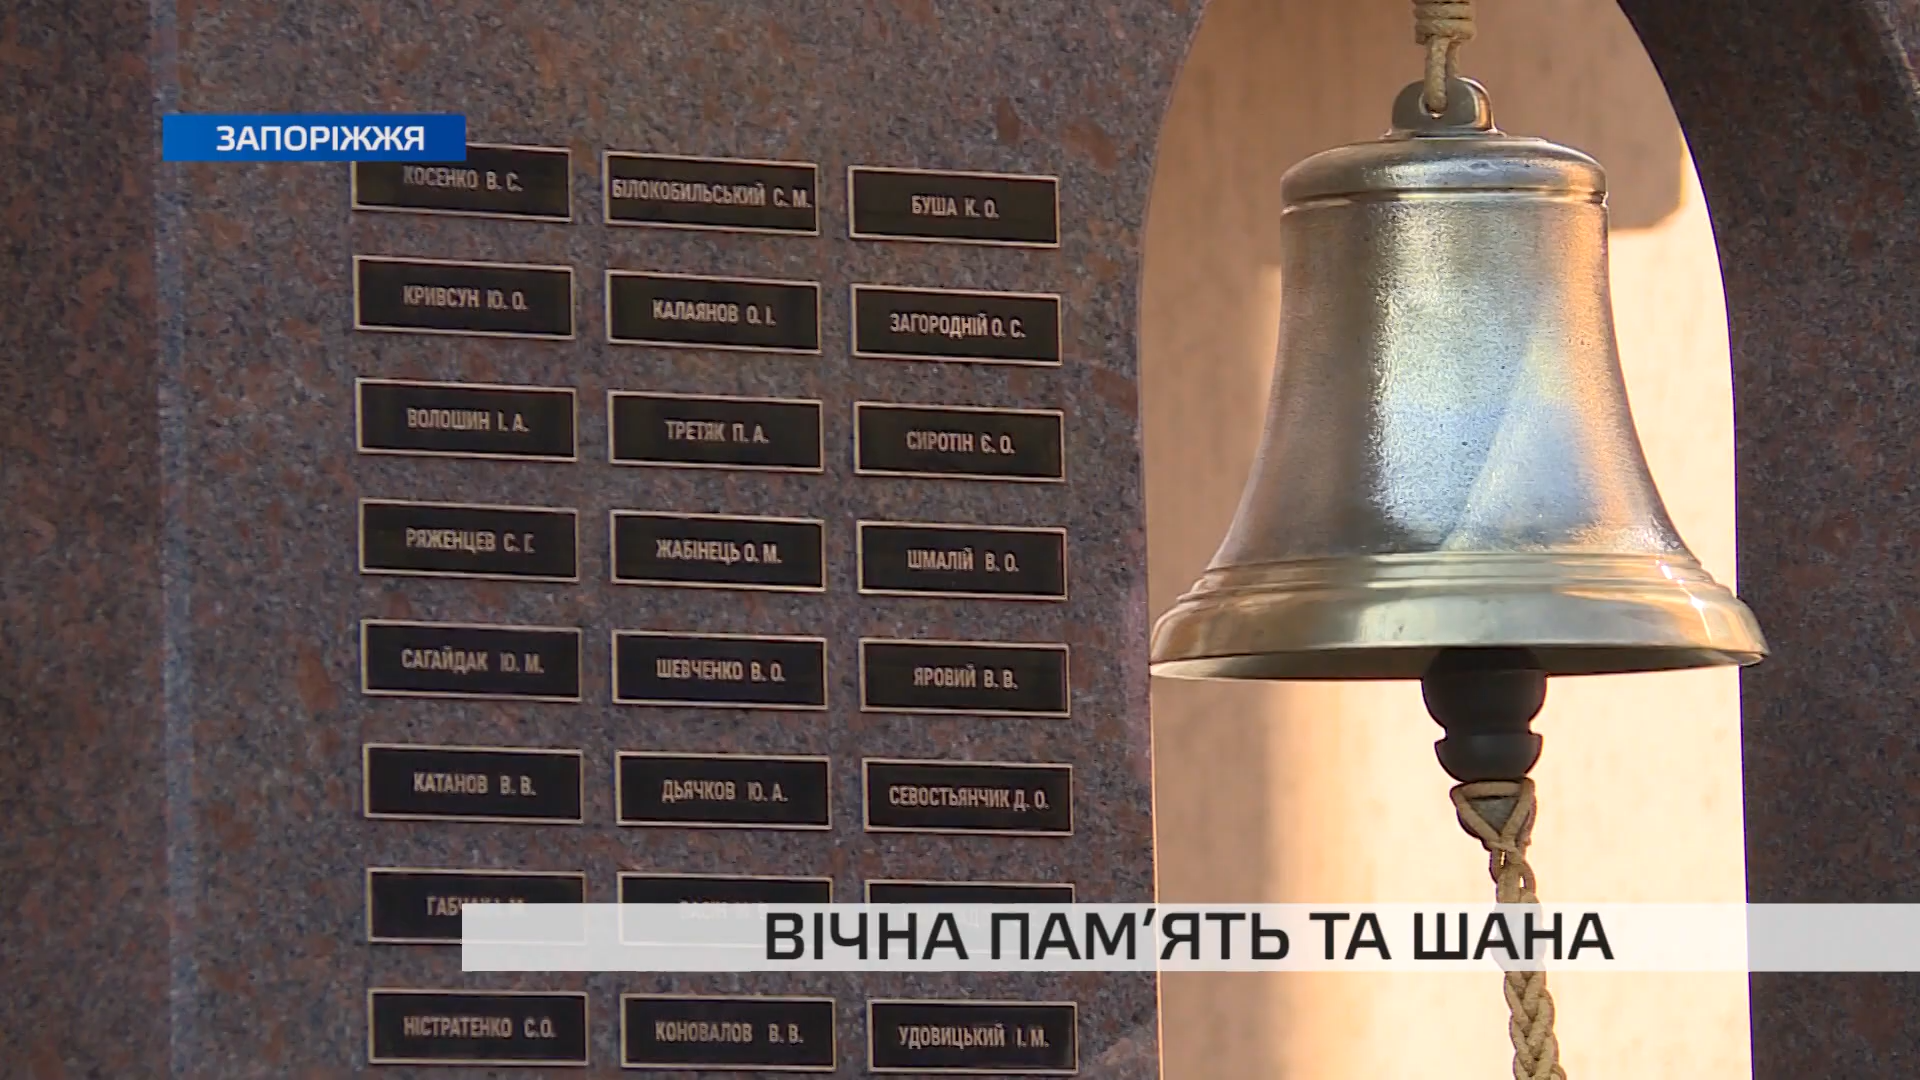 ЗАПОРІЖЖЯ
КОСЕНКО В. С.
БІЛОКОБИЛЬСЬКИЙ С. М.
БУША К. О.
КРИВСУН Ю. О.
КАЛАЯНОВ О. І.
ЗАГОРОДНІЙ О. С.
ВОЛОШИН І. А.
ТРЕТЯК П. А.
СИРОТІН Є. О.
РЯЖЕНЦЕВ С. Г.
ЖАБІНЕЦЬ О. М.
ШМАЛІЙ В. О.
САГАЙДАК Ю. М.
ШЕВЧЕНКО В. О.
ЯРОВИЙ В. В.
КАТАНОВ В. В.
ДЬЯЧКОВ Ю. А.
СЕВОСТЬЯНЧИК Д. О.
ВІЧНА ПАМ’ЯТЬ ТА ШАНА
НІСТРАТЕНКО С.О.
КОНОВАЛОВ В. В.
УДОВИЦЬКИЙ І. М.